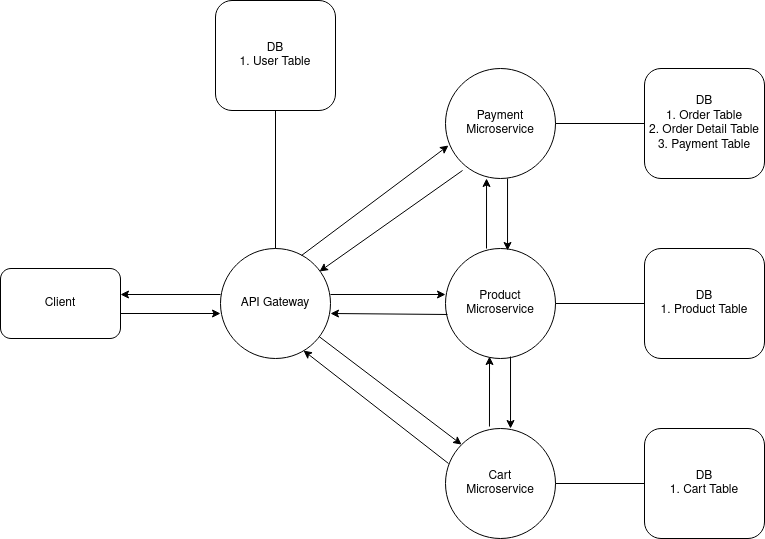 DB
1. User Table
Payment
Microservice
DB
1. Order Table
2. Order Detail Table
3. Payment Table
Client
API Gateway
Product
Microservice
DB
1. Product Table
Cart
Microservice
DB
1. Cart Table